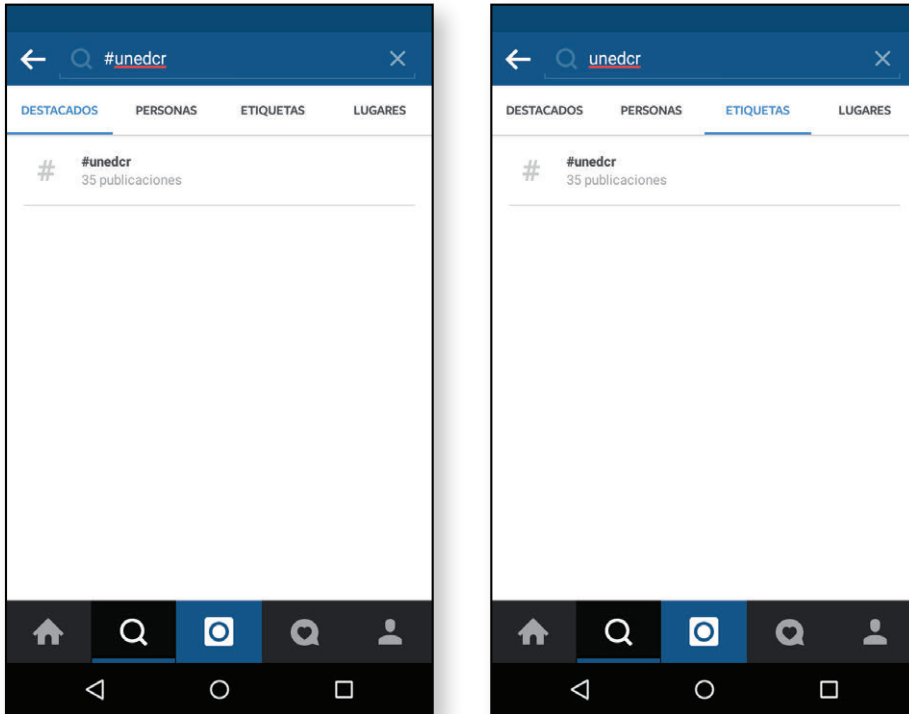 #unedcr
DESTACADOS PERSONAS ETIQUETAS LUGARES
#unedcr
35 publicaciones
unedcr
DESTACADOS PERSONAS ETIQUETAS LUGARES
#unedcr
35 publicaciones